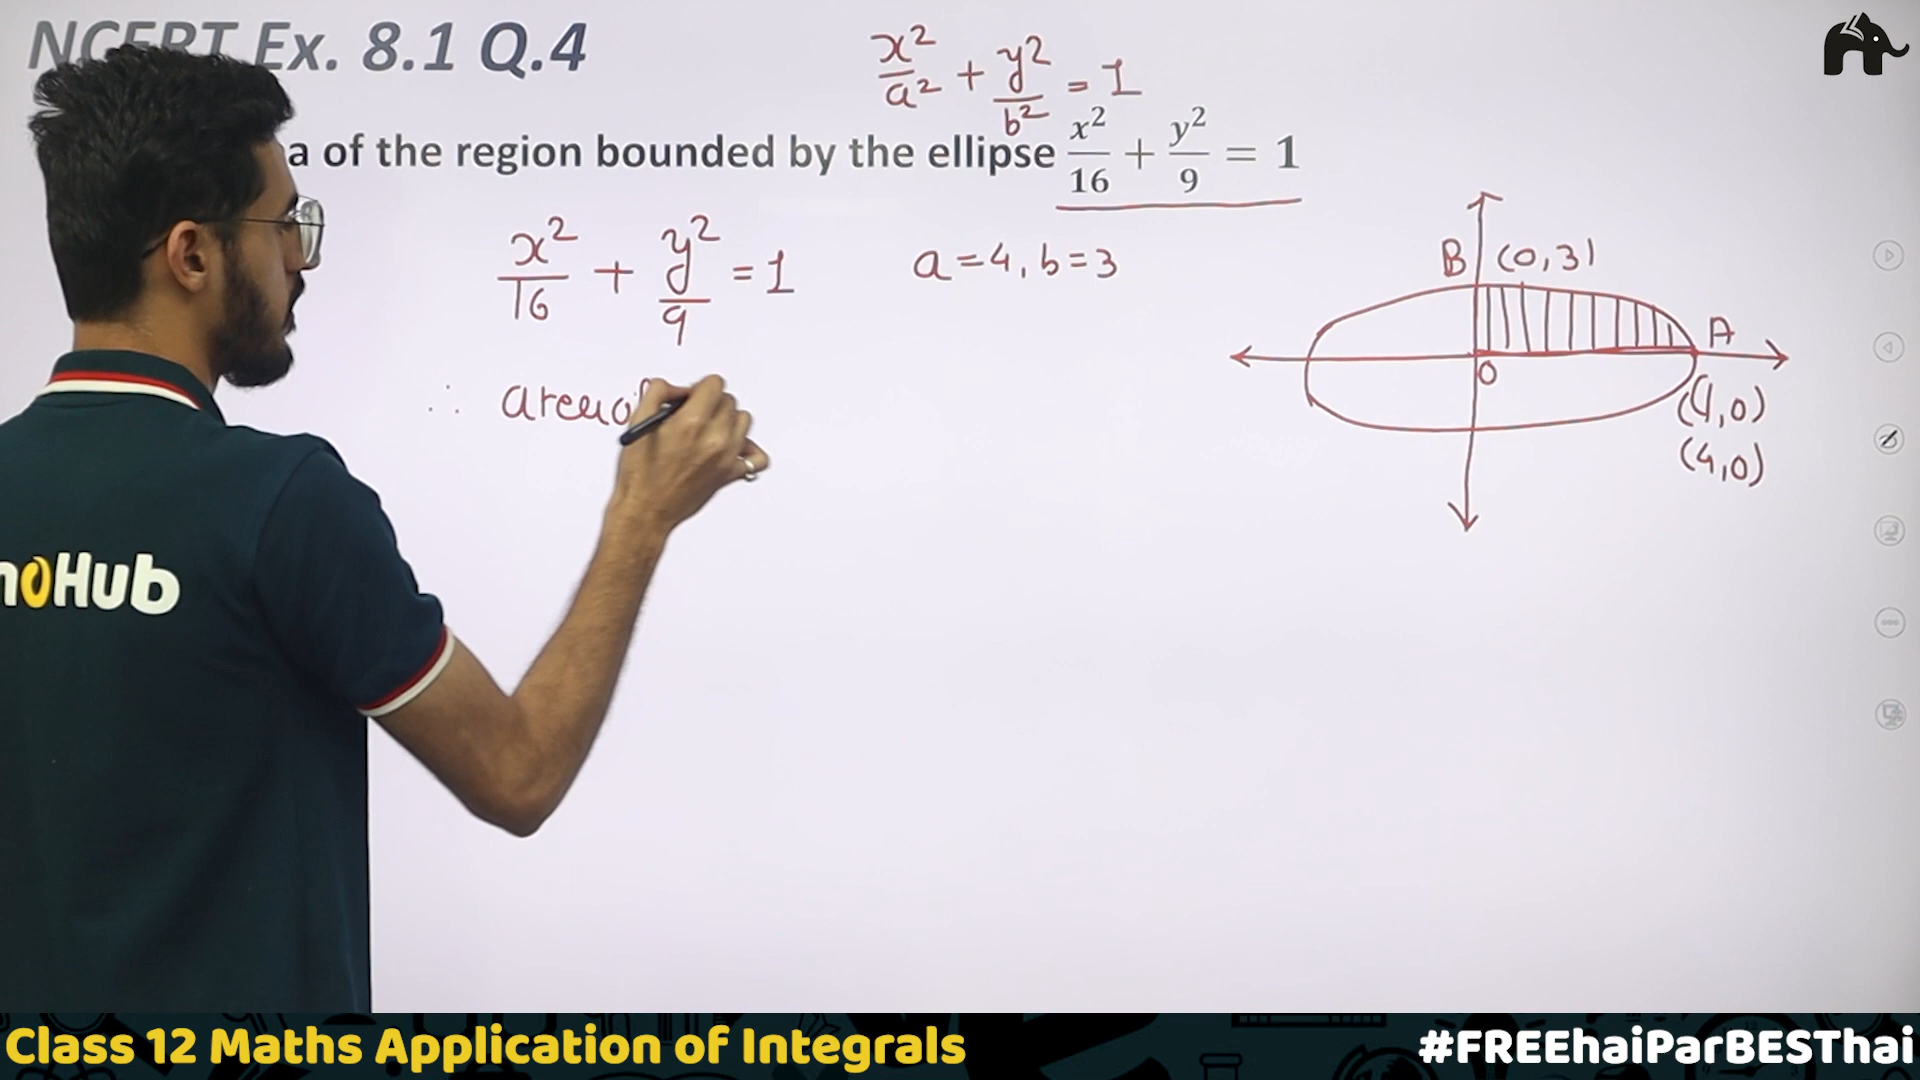 NCERT Ex. 8.1 Q.4
x²/a² + y²/b² = 1
a of the region bounded by the ellipse x²/16 + y²/9 = 1
x²/16 + y²/9 = 1
a=4, b=3
B (0,3)
A
O
(4,0)
(4,0)
∴ area of
noHub
Class 12 Maths Application of Integrals
#FREEhaiParBESThai